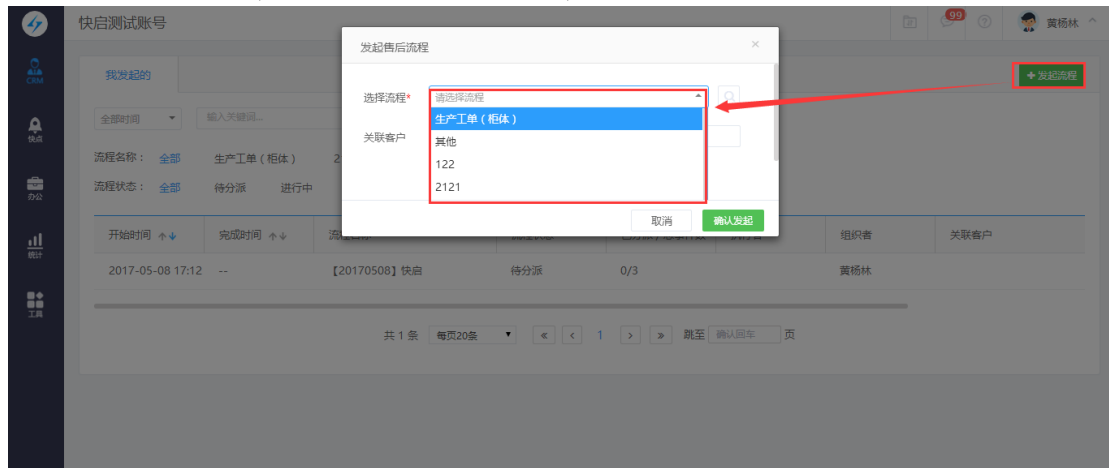 快启测试账号
99
黄杨林
CRM
快点
办公
统计
工具
我发起的
+发起流程
全部时间
输入关键词...
流程名称：
全部
生产工单（柜体）
2
流程状态：
全部
待分派
进行中
发起售后流程
×
选择流程*
请选择流程
生产工单（柜体）
其他
122
2121
关联客户
取消
确认发起
开始时间
完成时间
组织者
关联客户
2017-05-08 17:12
--
【20170508】快启
待分派
0/3
黄杨林
共 1 条
每页20条
«
<
1
>
»
跳至
确认回车
页